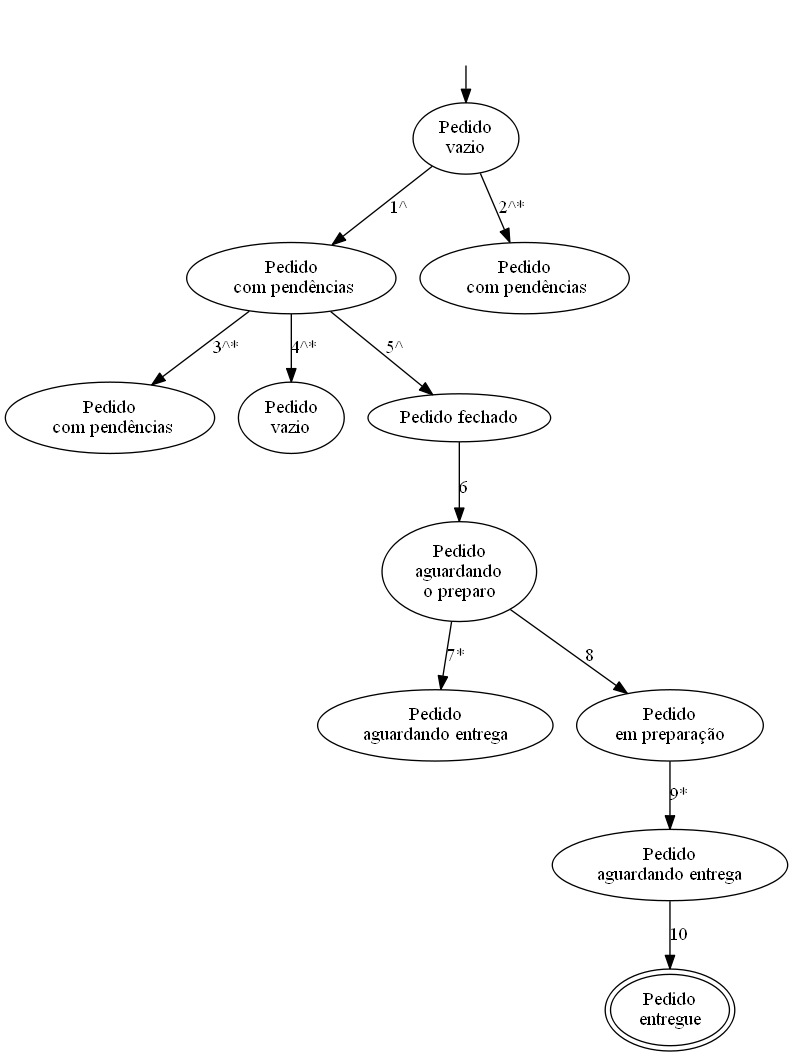 Pedido
vazio
1^
2^*
Pedido
com pendências
Pedido
com pendências
3^*
4^*
5^
Pedido
com pendências
Pedido
vazio
Pedido fechado
6
Pedido
aguardando
o preparo
7*
8
Pedido
aguardando entrega
Pedido
em preparação
9*
Pedido
aguardando entrega
10
Pedido
entregue